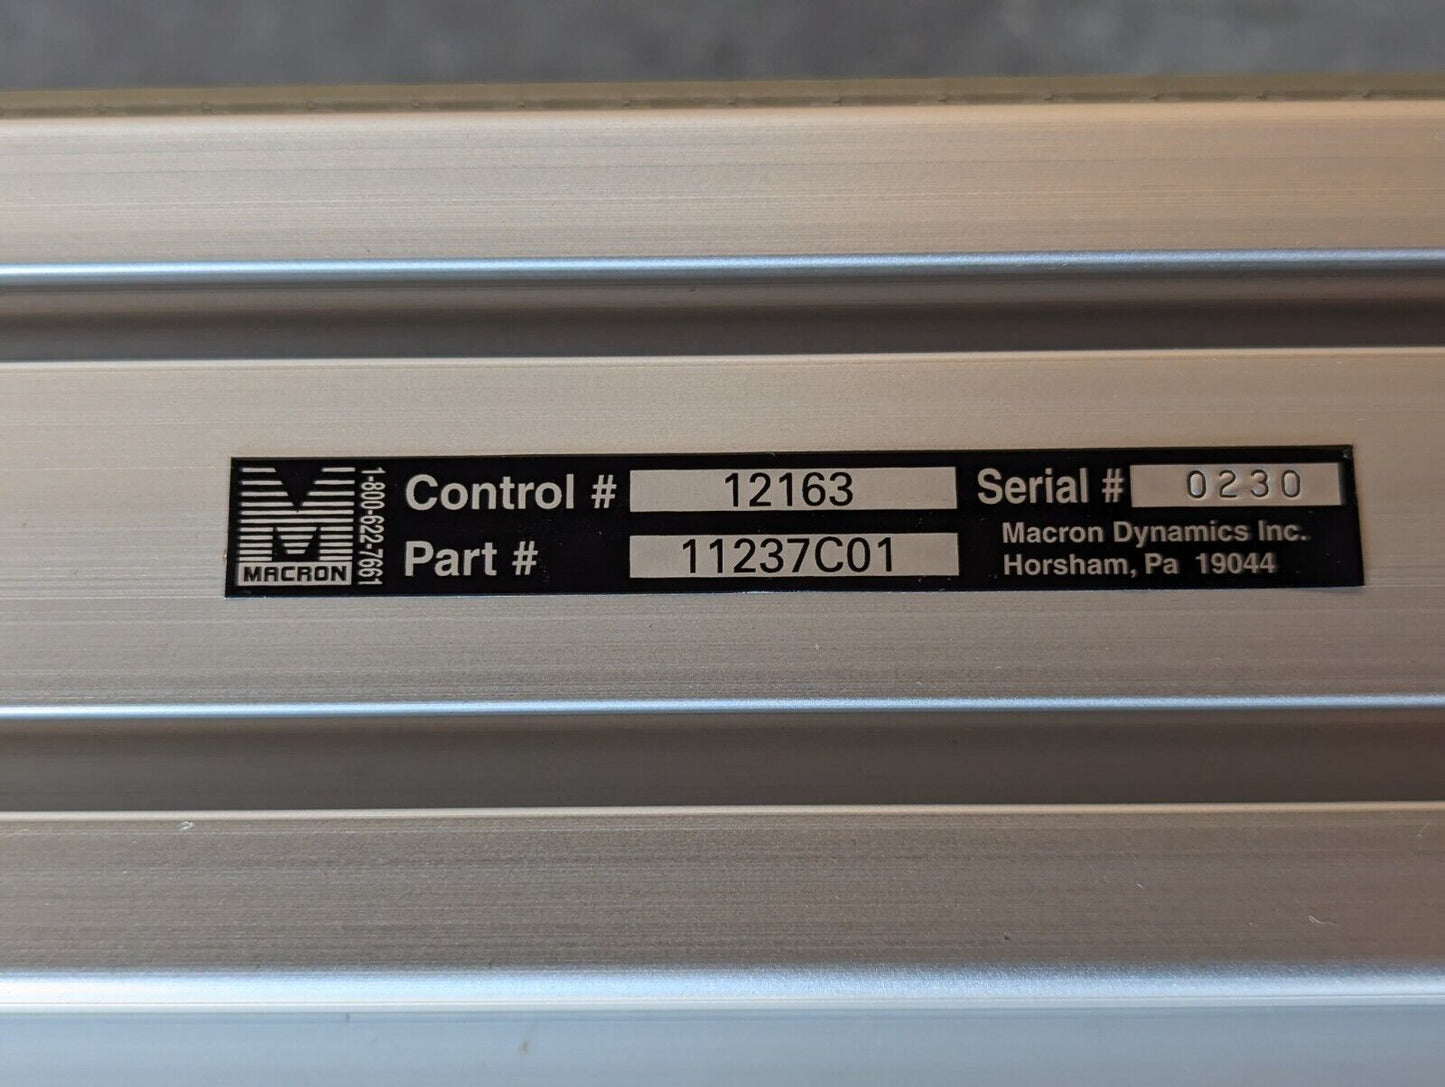 MACRON
1-800-622-7661
Control # 12163
Part # 11237C01
Serial # 0230
Macron Dynamics Inc.
Horsham, Pa 19044